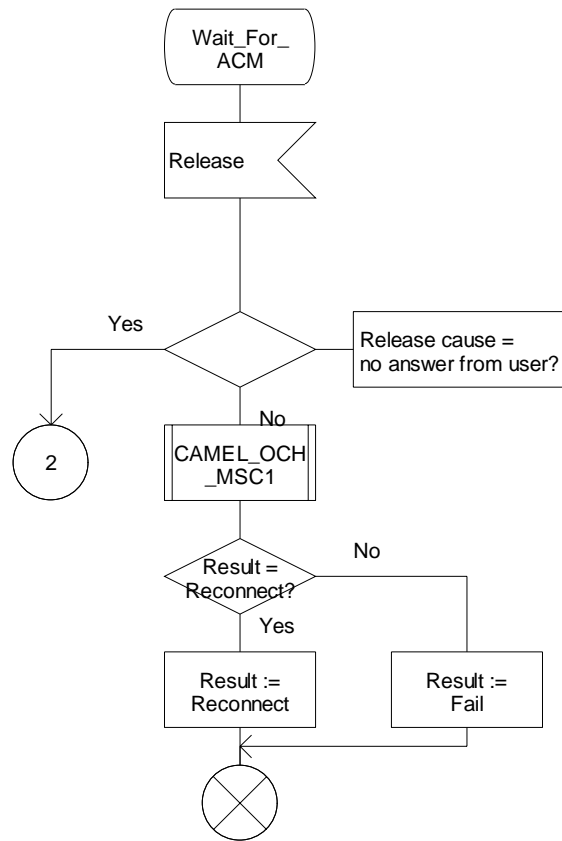 Wait_For_
ACM
Release
Yes
Release cause =
no answer from user?
No
2
CAMEL_OCH
_MSC1
Result =
Reconnect?
No
Yes
Result :=
Reconnect
Result :=
Fail